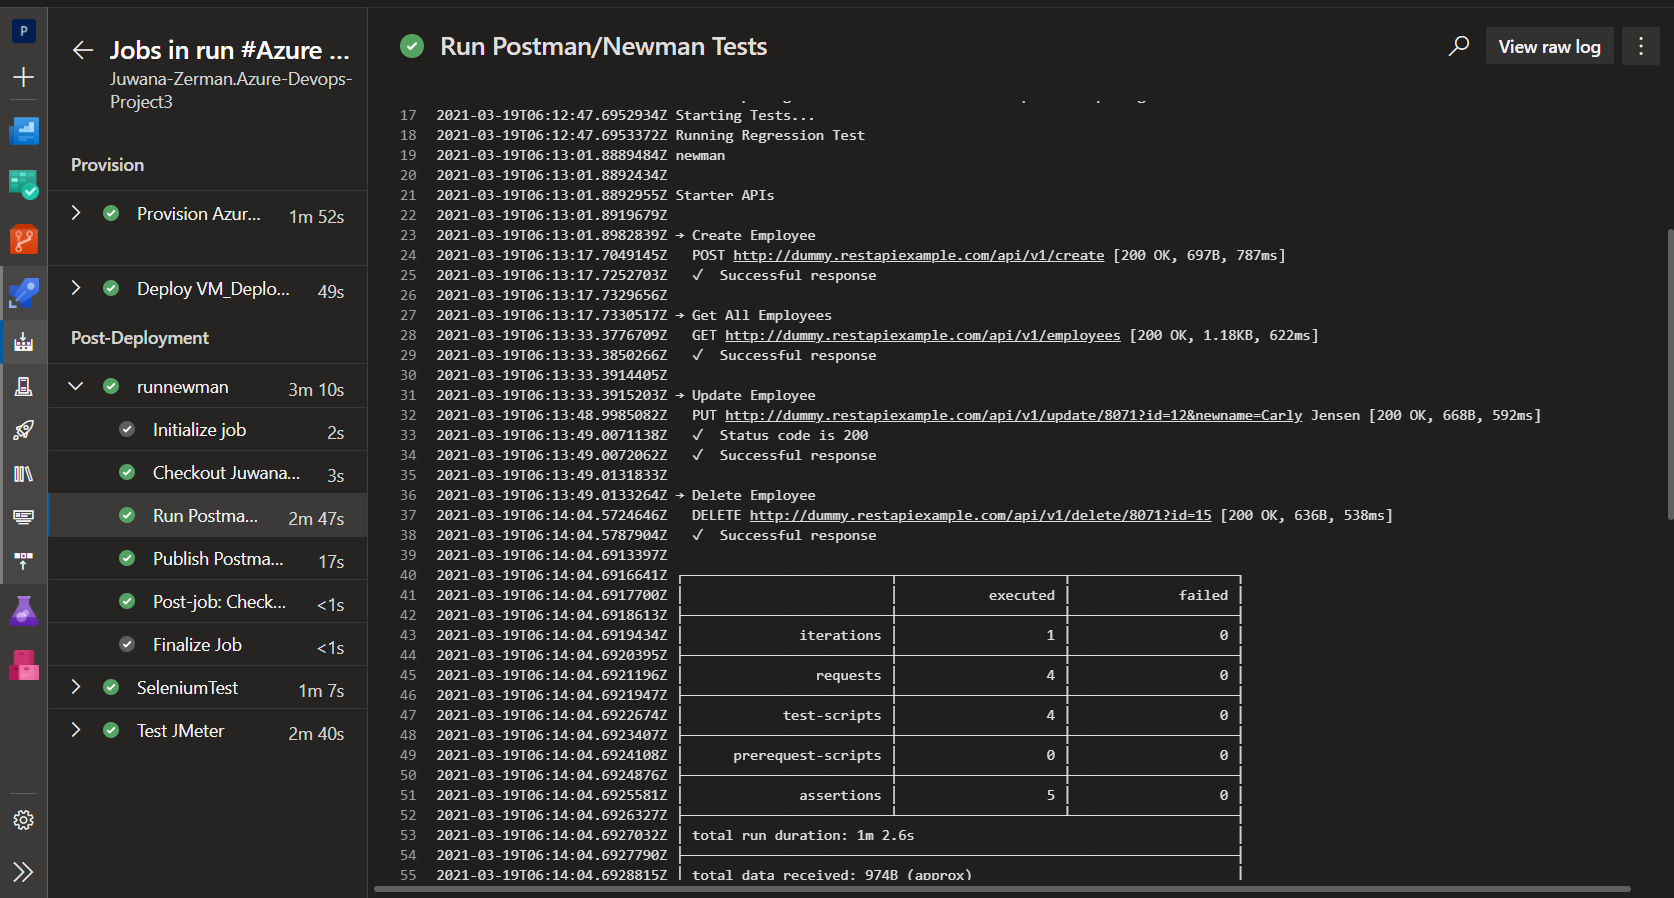 P
Jobs in run #Azure ...
Juwana-Zerman.Azure-Devops-
Project3
Provision
Provision Azur... 1m 52s
Deploy VM_Deplo... 49s
Post-Deployment
runnewman 3m 10s
Initialize job 2s
Checkout Juwana... 3s
Run Postma... 2m 47s
Publish Postma... 17s
Post-job: Check... <1s
Finalize Job <1s
SeleniumTest 1m 7s
Test JMeter 2m 40s
Run Postman/Newman Tests
View raw log
17 2021-03-19T06:12:47.6952934Z Starting Tests...
18 2021-03-19T06:12:47.6953372Z Running Regression Test
19 2021-03-19T06:13:01.8889484Z newman
20 2021-03-19T06:13:01.8892434Z
21 2021-03-19T06:13:01.8892955Z Starter APIs
22 2021-03-19T06:13:01.8919679Z
23 2021-03-19T06:13:01.8982839Z → Create Employee
24 2021-03-19T06:13:17.7049145Z POST http://dummy.restapiexample.com/api/v1/create [200 OK, 697B, 787ms]
25 2021-03-19T06:13:17.7252703Z √ Successful response
26 2021-03-19T06:13:17.7329656Z
27 2021-03-19T06:13:17.7330517Z → Get All Employees
28 2021-03-19T06:13:33.3776709Z GET http://dummy.restapiexample.com/api/v1/employees [200 OK, 1.18KB, 622ms]
29 2021-03-19T06:13:33.3850266Z √ Successful response
30 2021-03-19T06:13:33.3914405Z
31 2021-03-19T06:13:33.3915203Z → Update Employee
32 2021-03-19T06:13:48.9985082Z PUT http://dummy.restapiexample.com/api/v1/update/8071?id=12&newname=Carly Jensen [200 OK, 668B, 592ms]
33 2021-03-19T06:13:49.0071138Z √ Status code is 200
34 2021-03-19T06:13:49.0072062Z √ Successful response
35 2021-03-19T06:13:49.0131833Z
36 2021-03-19T06:13:49.0133264Z → Delete Employee
37 2021-03-19T06:14:04.5724646Z DELETE http://dummy.restapiexample.com/api/v1/delete/8071?id=15 [200 OK, 636B, 538ms]
38 2021-03-19T06:14:04.5787904Z √ Successful response
39 2021-03-19T06:14:04.6913397Z
40 2021-03-19T06:14:04.6916641Z
41 2021-03-19T06:14:04.6917700Z executed failed
42 2021-03-19T06:14:04.6918613Z
43 2021-03-19T06:14:04.6919434Z iterations 1 0
44 2021-03-19T06:14:04.6920395Z
45 2021-03-19T06:14:04.6921196Z requests 4 0
46 2021-03-19T06:14:04.6921947Z
47 2021-03-19T06:14:04.6922674Z test-scripts 4 0
48 2021-03-19T06:14:04.6923407Z
49 2021-03-19T06:14:04.6924108Z prerequest-scripts 0 0
50 2021-03-19T06:14:04.6924876Z
51 2021-03-19T06:14:04.6925581Z assertions 5 0
52 2021-03-19T06:14:04.6926327Z
53 2021-03-19T06:14:04.6927032Z total run duration: 1m 2.6s
54 2021-03-19T06:14:04.6927790Z
55 2021-03-19T06:14:04.6928815Z total data received: 974B (approx)